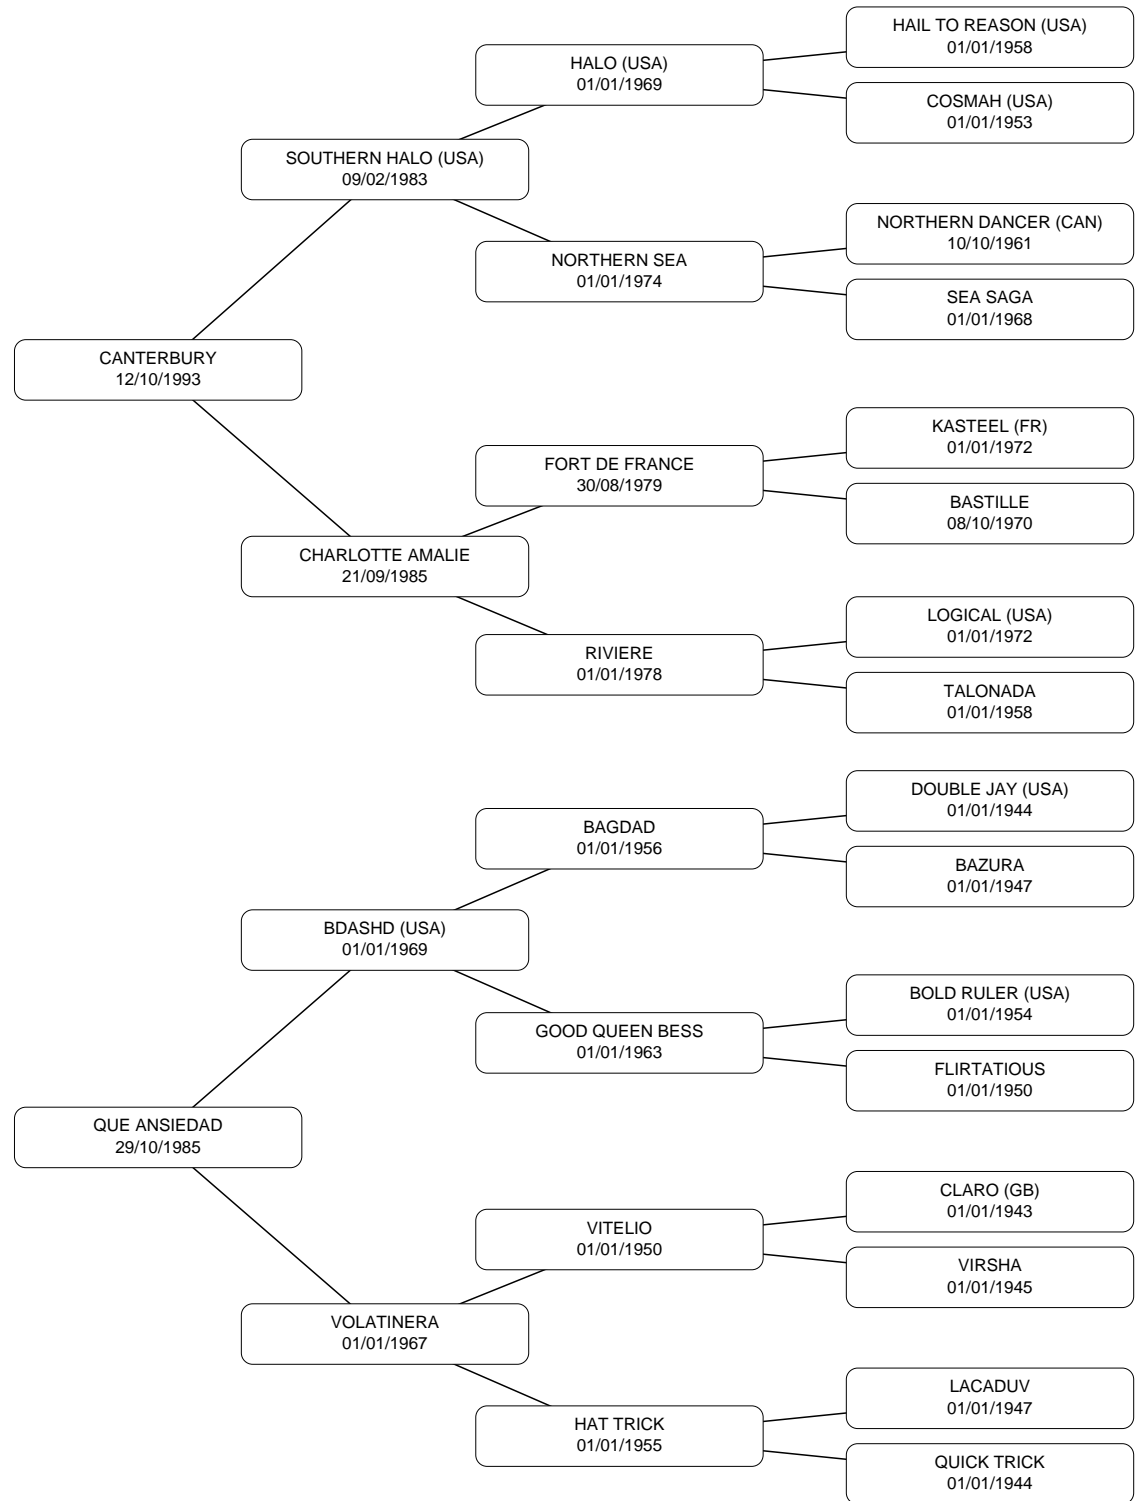 HAIL TO REASON (USA)
01/01/1958
HALO (USA)
01/01/1969
COSMAH (USA)
01/01/1953
SOUTHERN HALO (USA)
09/02/1983
NORTHERN DANCER (CAN)
10/10/1961
NORTHERN SEA
01/01/1974
SEA SAGA
01/01/1968
CANTERBURY
12/10/1993
KASTEEL (FR)
01/01/1972
FORT DE FRANCE
30/08/1979
BASTILLE
08/10/1970
CHARLOTTE AMALIE
21/09/1985
LOGICAL (USA)
01/01/1972
RIVIERE
01/01/1978
TALONADA
01/01/1958
DOUBLE JAY (USA)
01/01/1944
BAGDAD
01/01/1956
BAZURA
01/01/1947
BDASHD (USA)
01/01/1969
BOLD RULER (USA)
01/01/1954
GOOD QUEEN BESS
01/01/1963
FLIRTATIOUS
01/01/1950
QUE ANSIEDAD
29/10/1985
CLARO (GB)
01/01/1943
VITELIO
01/01/1950
VIRSHA
01/01/1945
VOLATINERA
01/01/1967
LACADUV
01/01/1947
HAT TRICK
01/01/1955
QUICK TRICK
01/01/1944